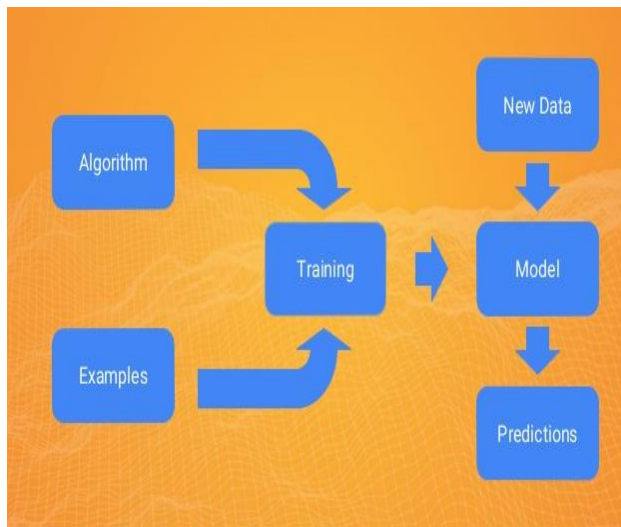 New Data
Algorithm
Training
Model
Examples
Predictions